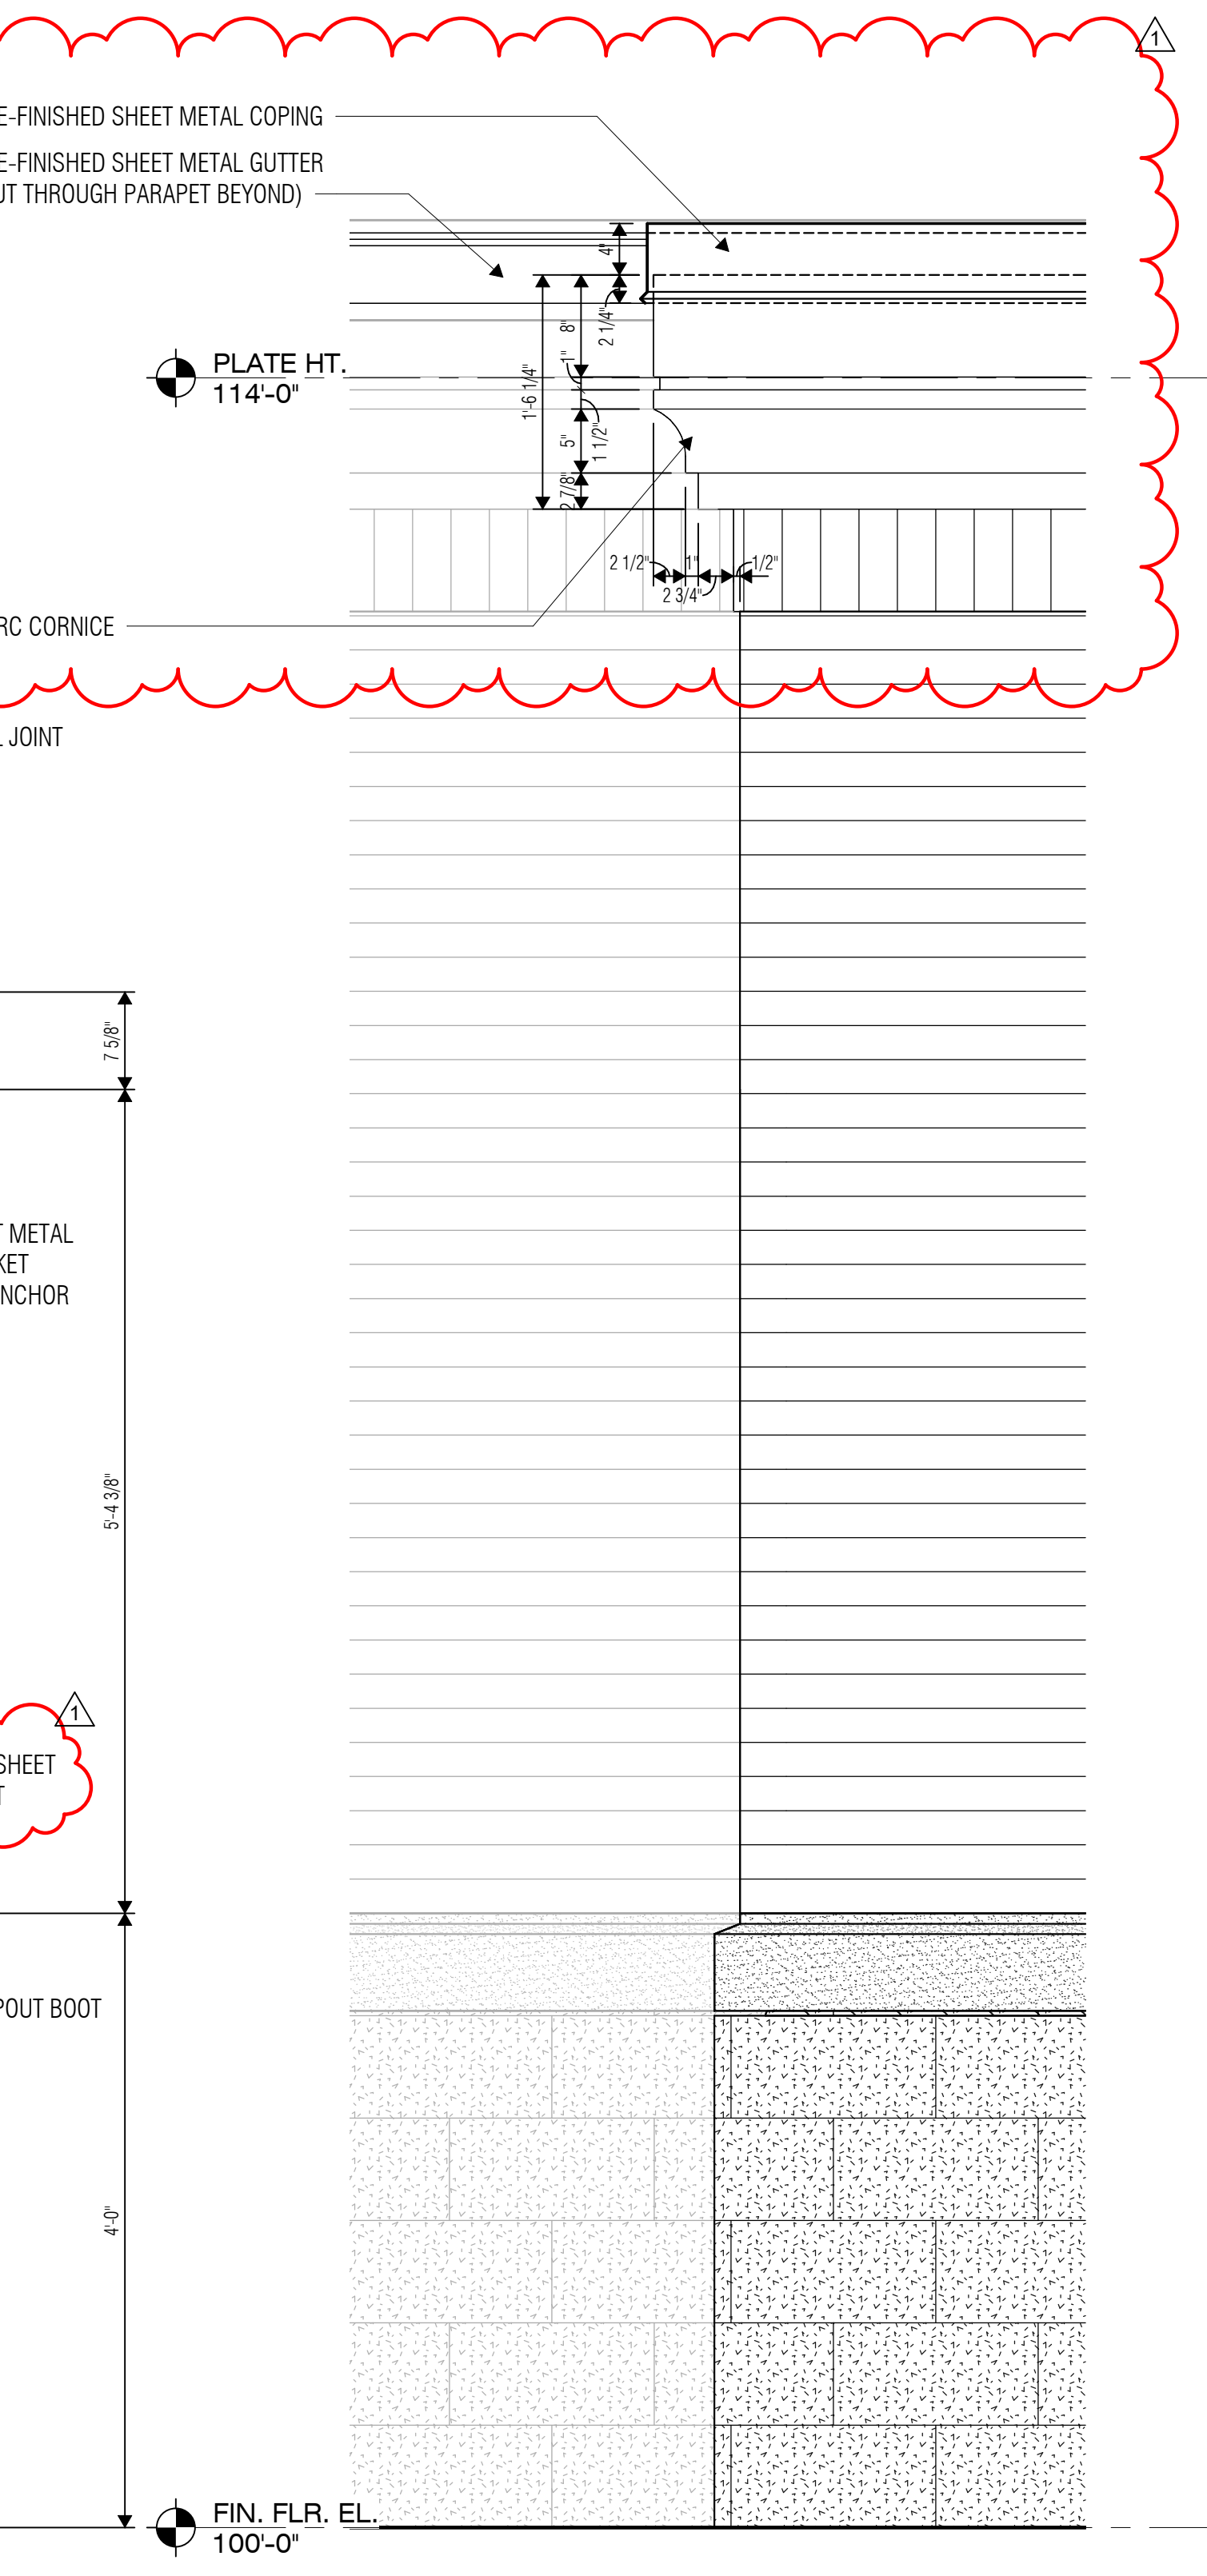 1
E-FINISHED SHEET METAL COPING
E-FINISHED SHEET METAL GUTTER
UT THROUGH PARAPET BEYOND)
4"
2 1/4"
8"
1"
1'-6 1/4"
PLATE HT.
114'-0"
5"
1 1/2"
2 7/8"
2 1/2"
1"
1/2"
2 3/4"
RC CORNICE
JOINT
7 5/8"
METAL
KET
NCHOR
5'-4 3/8"
1
SHEET
T
POUT BOOT
4'-0"
FIN. FLR. EL.
100'-0"